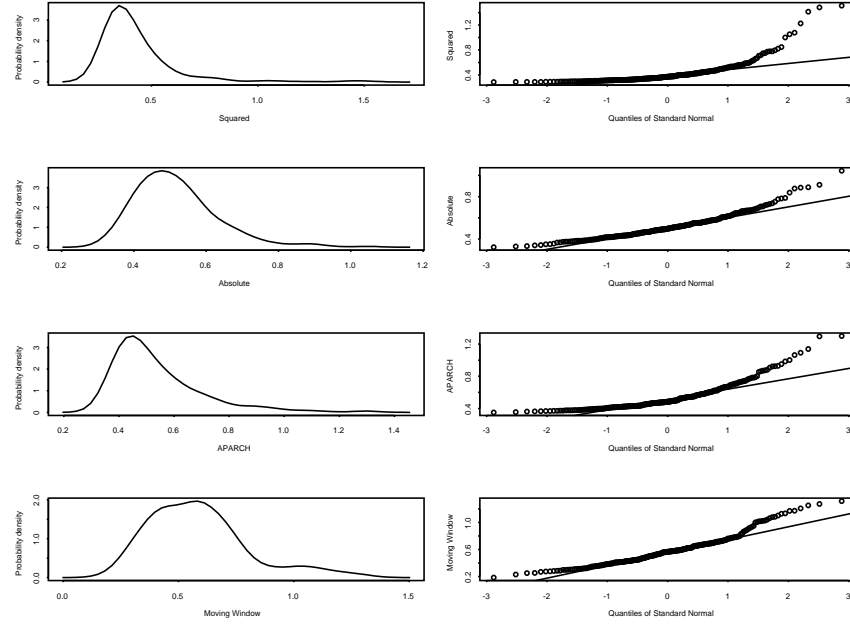 Probability density
0 1 2 3
0.5 1.0 1.5
Squared
Squared
0.4 0.8 1.2
-3 -2 -1 0 1 2 3
Quantiles of Standard Normal
Probability density
0 1 2 3
0.2 0.4 0.6 0.8 1.0 1.2
Absolute
Absolute
0.4 0.8
-3 -2 -1 0 1 2 3
Quantiles of Standard Normal
Probability density
0 1 2 3
0.2 0.4 0.6 0.8 1.0 1.2 1.4
APARCH
APARCH
0.4 0.8 1.2
-3 -2 -1 0 1 2 3
Quantiles of Standard Normal
Probability density
0.0 1.0 2.0
0.0 0.5 1.0 1.5
Moving Window
Moving Window
0.2 0.6 1.0
-3 -2 -1 0 1 2 3
Quantiles of Standard Normal